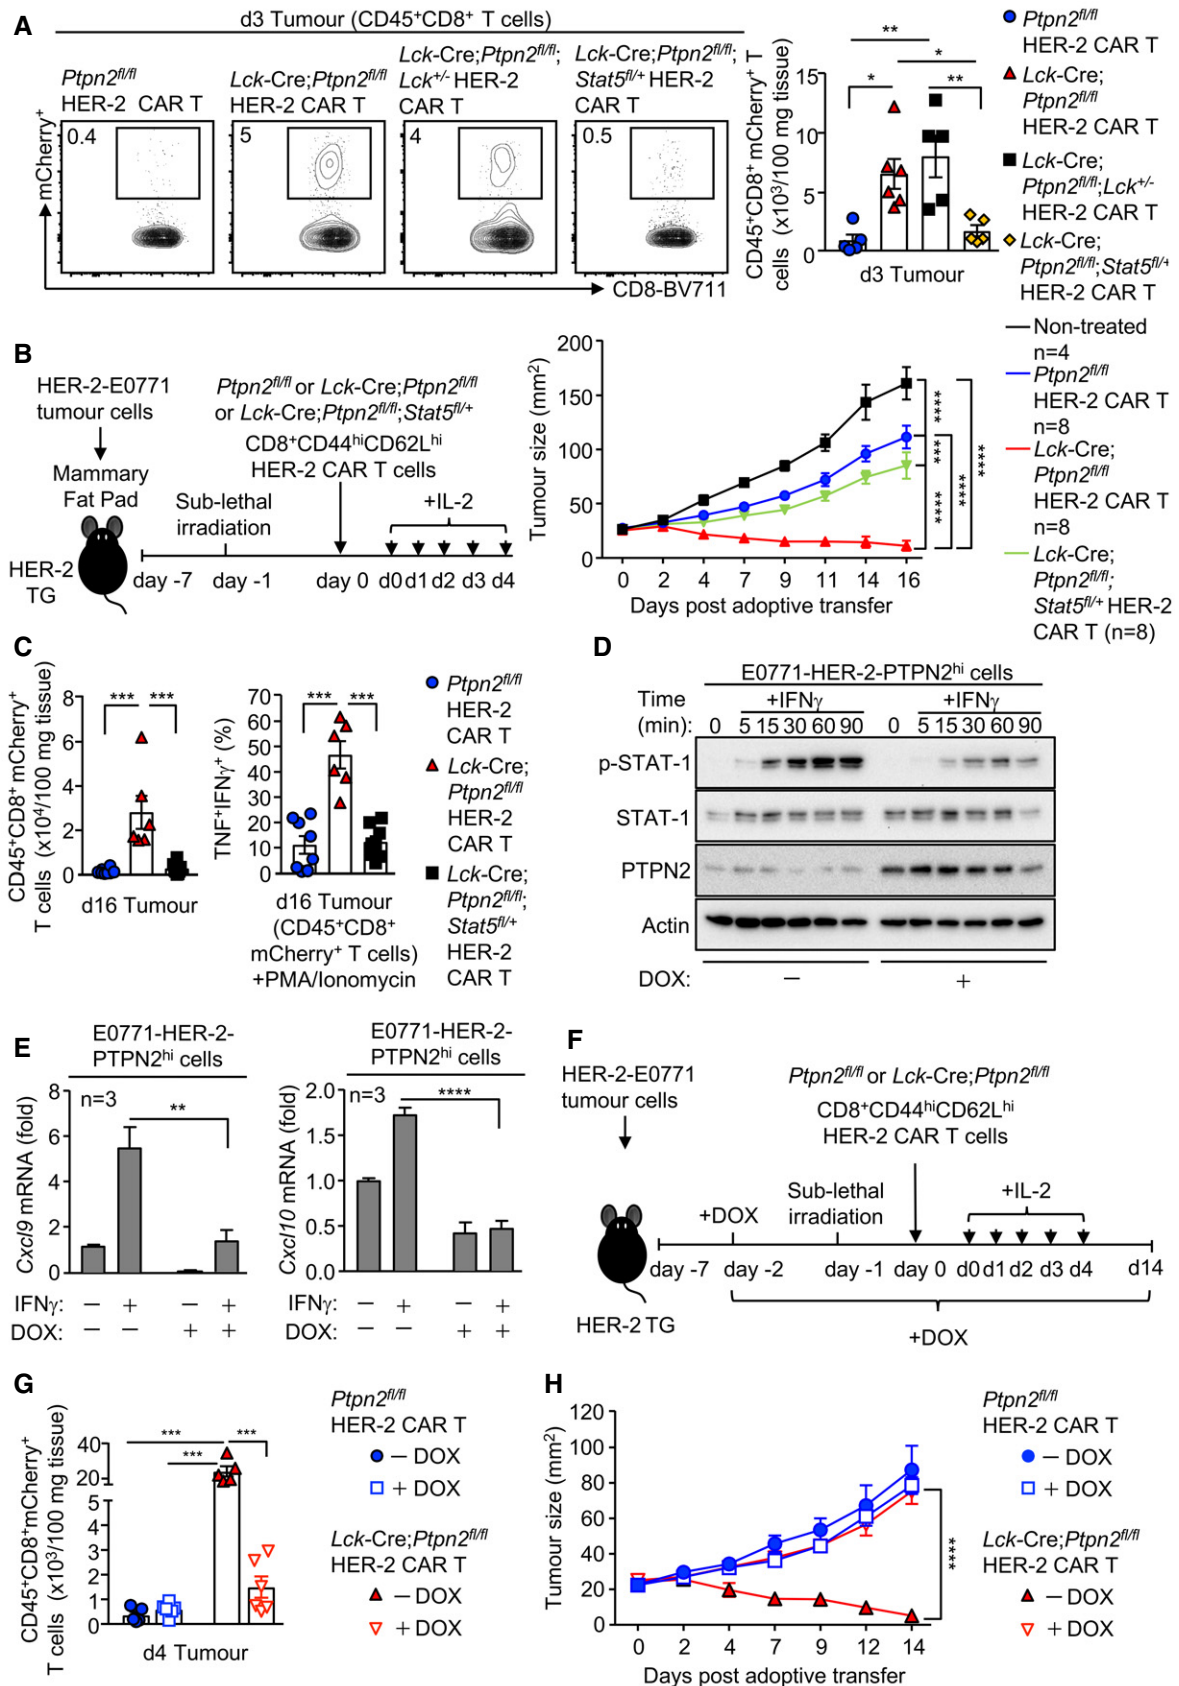 A
d3 Tumour (CD45⁺CD8⁺ T cells)
Ptpn2fl/fl
HER-2 CAR T
Lck-Cre;Ptpn2fl/fl
HER-2 CAR T
Lck-Cre;Ptpn2fl/fl;
Lck+/- HER-2
CAR T
Lck-Cre;Ptpn2fl/fl;
Stat5fl/+ HER-2
CAR T
mCherry⁺
0.4
5
4
0.5
CD8-BV711
CD45⁺CD8⁺ mCherry⁺ T
cells (x10³/100 mg tissue)
15
10
5
0
**
*
*
**
d3 Tumour
Ptpn2fl/fl
HER-2 CAR T
Lck-Cre;
Ptpn2fl/fl
HER-2 CAR T
Lck-Cre;
Ptpn2fl/fl;Lck+/-
HER-2 CAR T
Lck-Cre;
Ptpn2fl/fl;Stat5fl/+
HER-2 CAR T
B
HER-2-E0771
tumour cells
Mammary
Fat Pad
HER-2
TG
Ptpn2fl/fl or Lck-Cre;Ptpn2fl/fl
or Lck-Cre;Ptpn2fl/fl;Stat5fl/+
CD8⁺CD44hiCD62Lhi
HER-2 CAR T cells
Sub-lethal
irradiation
+IL-2
day -7 day -1 day 0 d0 d1 d2 d3 d4
Tumour size (mm²)
200
150
100
50
0
0 2 4 7 9 11 14 16
Days post adoptive transfer
****
***
****
****
****
Non-treated
n=4
Ptpn2fl/fl
HER-2 CAR T
n=8
Lck-Cre;
Ptpn2fl/fl
HER-2 CAR T
n=8
Lck-Cre;
Ptpn2fl/fl;
Stat5fl/+ HER-2
CAR T (n=8)
C
CD45⁺CD8⁺ mCherry⁺
T cells (x10⁴/100 mg tissue)
8
6
4
2
0
*** ***
d16 Tumour
TNF⁺IFNγ⁺ (%)
70
60
50
40
30
20
10
0
*** ***
d16 Tumour
(CD45⁺CD8⁺
mCherry⁺ T cells)
+PMA/Ionomycin
Ptpn2fl/fl
HER-2
CAR T
Lck-Cre;
Ptpn2fl/fl
HER-2
CAR T
Lck-Cre;
Ptpn2fl/fl;
Stat5fl/+
HER-2
CAR T
D
E0771-HER-2-PTPN2hi cells
Time
(min):
+IFNγ
+IFNγ
0 5 15 30 60 90 0 5 15 30 60 90
p-STAT-1
STAT-1
PTPN2
Actin
DOX: − +
E
E0771-HER-2-
PTPN2hi cells
Cxcl9 mRNA (fold)
n=3
**
8
6
4
2
0
IFNγ: − + − +
DOX: − − + +
E0771-HER-2-
PTPN2hi cells
Cxcl10 mRNA (fold)
n=3
****
2.0
1.5
1.0
0.5
0.0
IFNγ: − + − +
DOX: − − + +
F
HER-2-E0771
tumour cells
Ptpn2fl/fl or Lck-Cre;Ptpn2fl/fl
CD8⁺CD44hiCD62Lhi
HER-2 CAR T cells
+DOX
Sub-lethal
irradiation
+IL-2
day -7 day -2 day -1 day 0 d0 d1 d2 d3 d4 d14
HER-2 TG
+DOX
G
CD45⁺CD8⁺mCherry⁺
T cells (x10³/100 mg tissue)
40
20
5
4
3
2
1
0
***
***
***
d4 Tumour
Ptpn2fl/fl
HER-2 CAR T
− DOX
+ DOX
Lck-Cre;Ptpn2fl/fl
HER-2 CAR T
− DOX
+ DOX
H
Tumour size (mm²)
120
100
80
60
40
20
0
0 2 4 7 9 12 14
Days post adoptive transfer
****
Ptpn2fl/fl
HER-2 CAR T
− DOX
+ DOX
Lck-Cre;Ptpn2fl/fl
HER-2 CAR T
− DOX
+ DOX